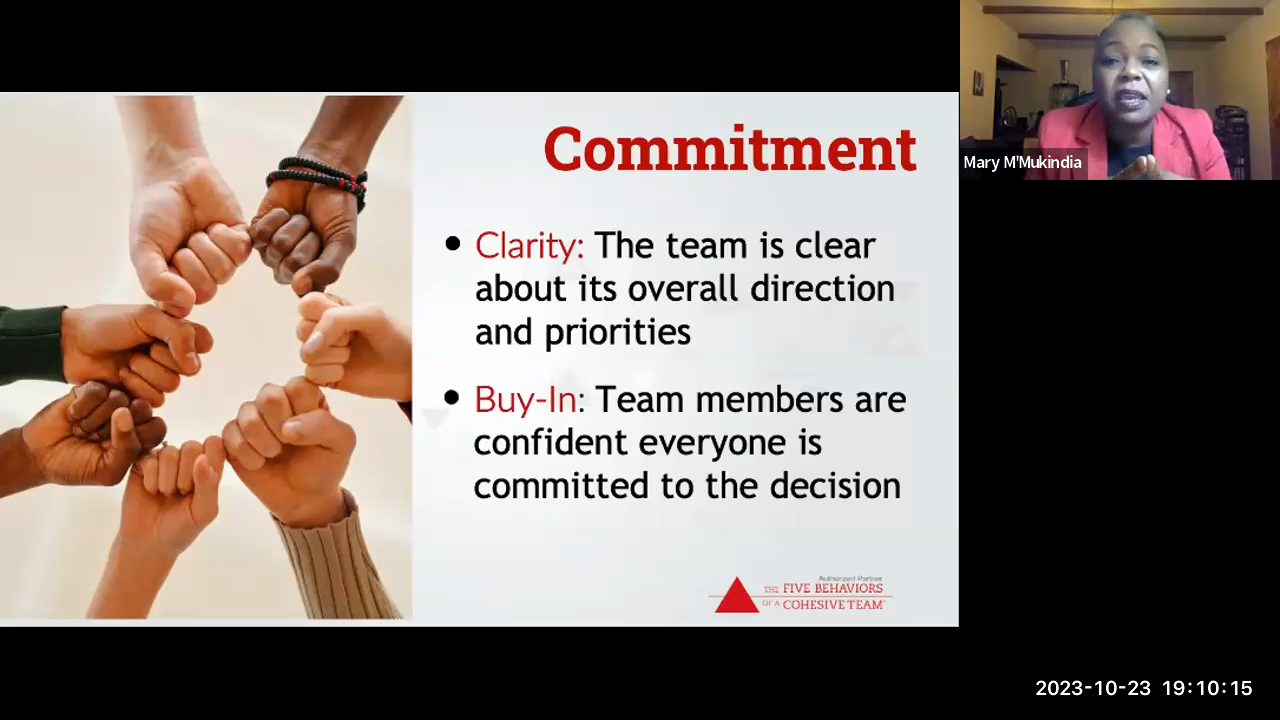 Commitment
• Clarity: The team is clear
about its overall direction
and priorities
• Buy-In: Team members are
confident everyone is
committed to the decision
Authorized Partner
THE FIVE BEHAVIORS
OF A COHESIVE TEAM
Mary M'Mukindia
2023-10-23 19:10:15